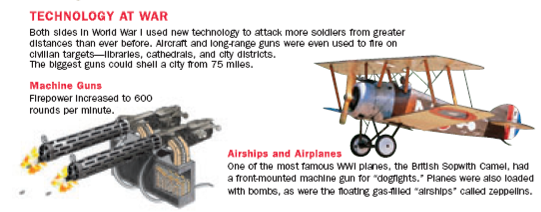 TECHNOLOGY AT WAR
Both sides in World War I used new technology to attack more soldiers from greater
distances than ever before. Aircraft and long-range guns were even used to fire on
civilian targets—libraries, cathedrals, and city districts.
The biggest guns could shell a city from 75 miles.
Machine Guns
Firepower increased to 600
rounds per minute.
Airships and Airplanes
One of the most famous WWI planes, the British Sopwith Camel, had
a front-mounted machine gun for “dogfights.” Planes were also loaded
with bombs, as were the floating gas-filled “airships” called zeppelins.